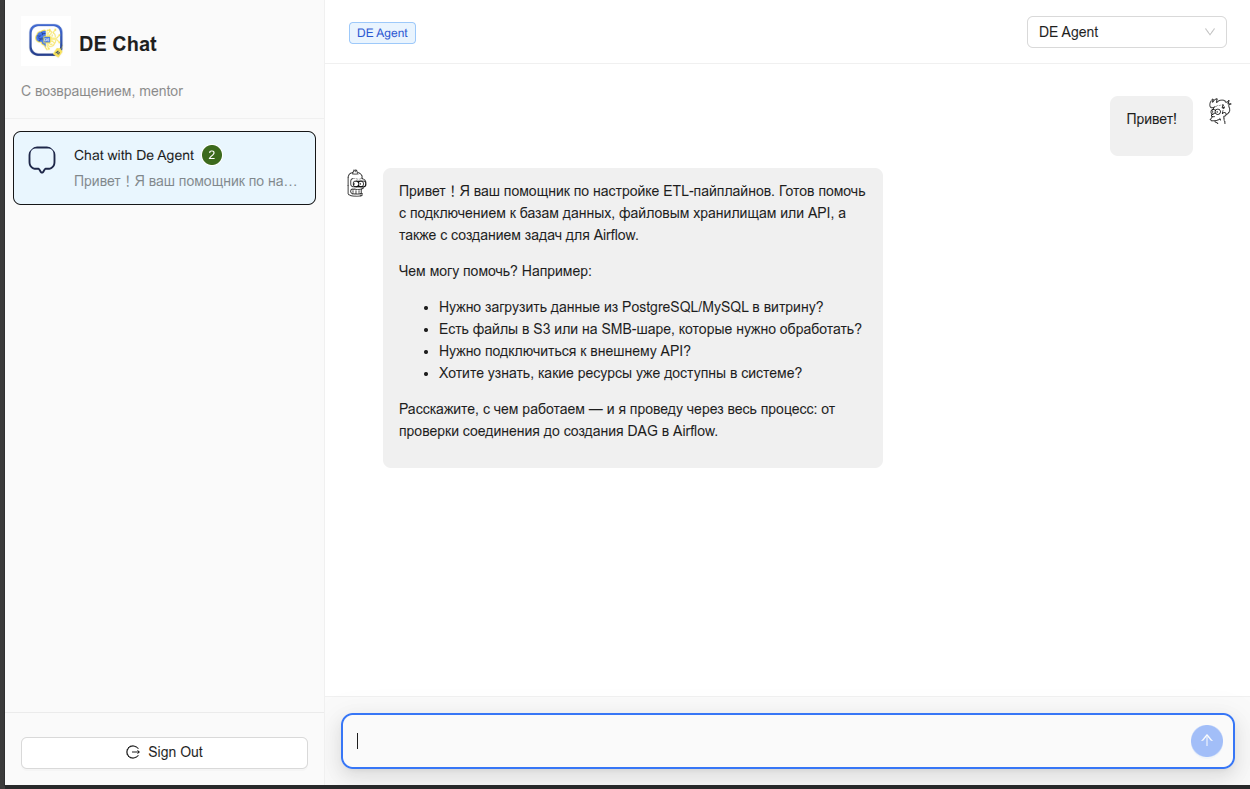 DE Chat
С возвращением, mentor
Chat with De Agent 2
Привет！Я ваш помощник по на…
Sign Out
DE Agent
DE Agent
Привет!
Привет！Я ваш помощник по настройке ETL-пайплайнов. Готов помочь
с подключением к базам данных, файловым хранилищам или API, а
также с созданием задач для Airflow.
Чем могу помочь? Например:
• Нужно загрузить данные из PostgreSQL/MySQL в витрину?
• Есть файлы в S3 или на SMB-шаре, которые нужно обработать?
• Нужно подключиться к внешнему API?
• Хотите узнать, какие ресурсы уже доступны в системе?
Расскажите, с чем работаем — и я проведу через весь процесс: от
проверки соединения до создания DAG в Airflow.